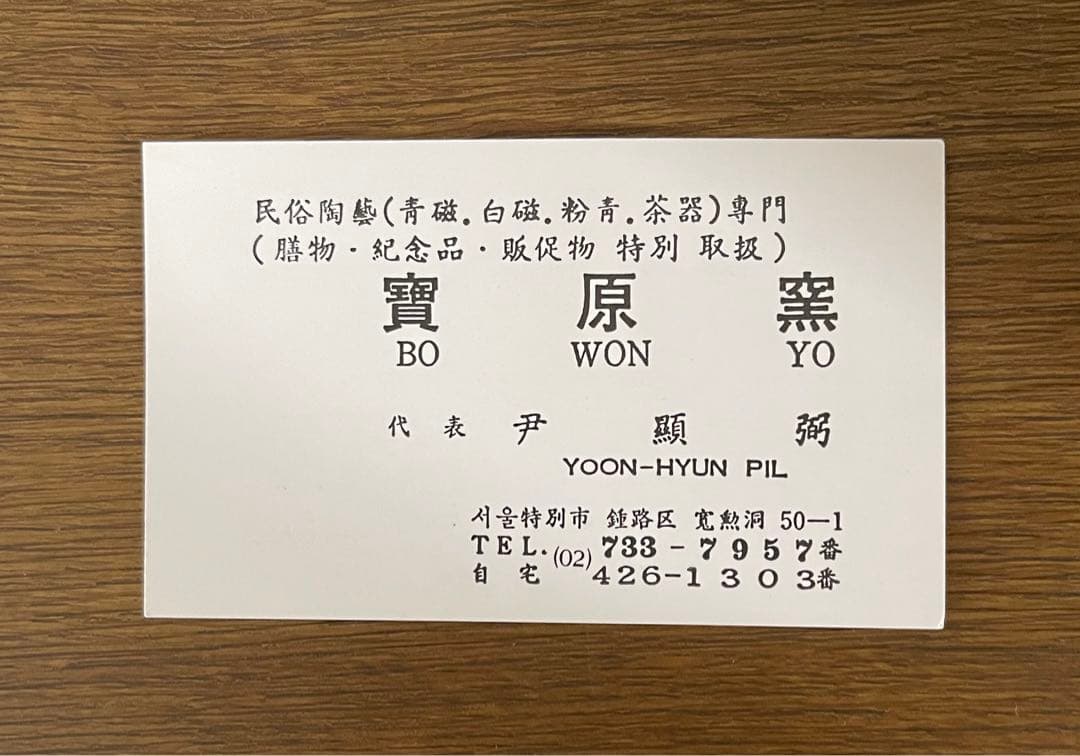 民俗陶藝(靑磁.白磁.粉靑.茶器)專門
(膳物·紀念品·販促物 特別 取扱)
寶原窯
BO WON YO
代表 尹顯弼
YOON-HYUN PIL
서울特別市 鍾路区 寬勲洞 50—1
TEL. (02) 733-7957番
自宅 426-1303番